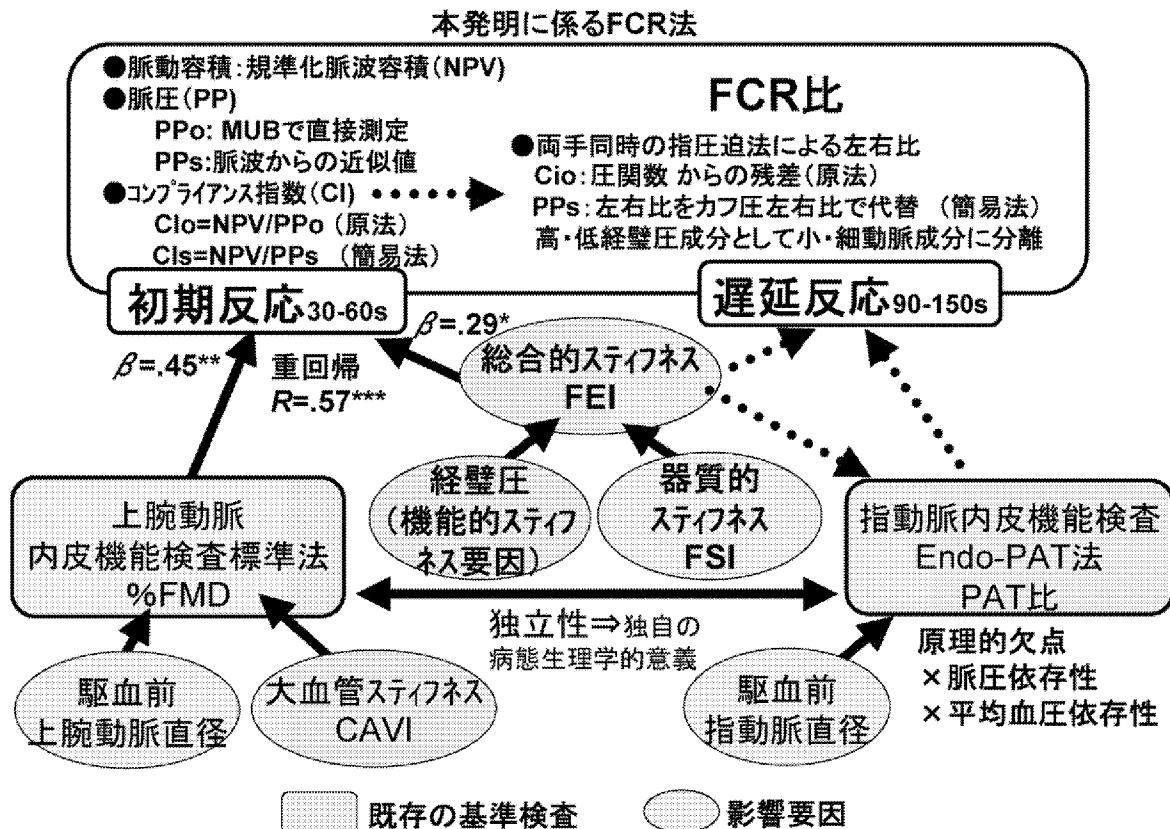 本発明に係るFCR法
●脈動容積：規準化脈波容積（NPV）
●脈圧（PP）
PPo: MUBで直接測定
PPs:脈波からの近似値
●コンプライアンス指数（CI）
CIo=NPV/PPo（原法）
CIs=NPV/PPs （簡易法）
FCR比
●両手同時の指圧迫法による左右比
Cio：圧関数 からの残差（原法）
PPs：左右比をカフ圧左右比で代替 （簡易法）
高・低経璧圧成分として小・細動脈成分に分離
初期反応30-60s
遅延反応90-150s
β=.45**
重回帰
R=.57***
β=.29*
総合的スティフネス
FEI
経璧圧
（機能的スティフ
ネス要因）
器質的
スティフネス
FSI
上腕動脈
内皮機能検査標準法
%FMD
指動脈内皮機能検査
Endo-PAT法
PAT比
独立性⇒独自の
病態生理学的意義
原理的欠点
×脈圧依存性
×平均血圧依存性
駆血前
上腕動脈直径
大血管スティフネス
CAVI
駆血前
指動脈直径
既存の基準検査
影響要因